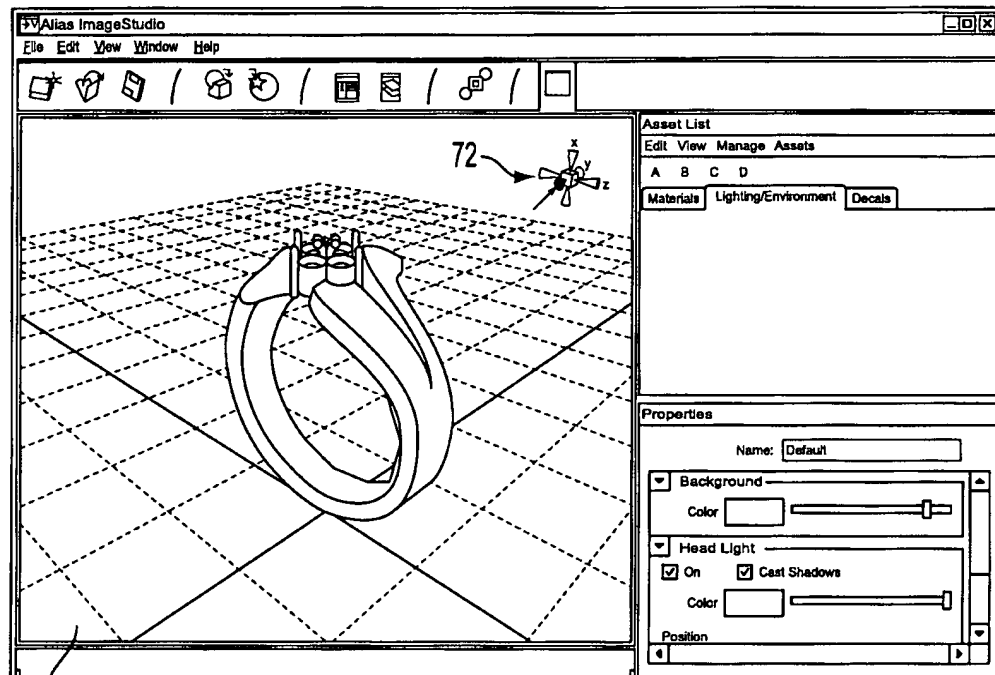 Alias ImageStudio
File Edit View Window Help
Asset List
Edit View Manage Assets
A B C D
Materials Lighting/Environment Decals
72
x
y
z
Properties
Name: Default
Background
Color
Head Light
On Cast Shadows
Color
Position